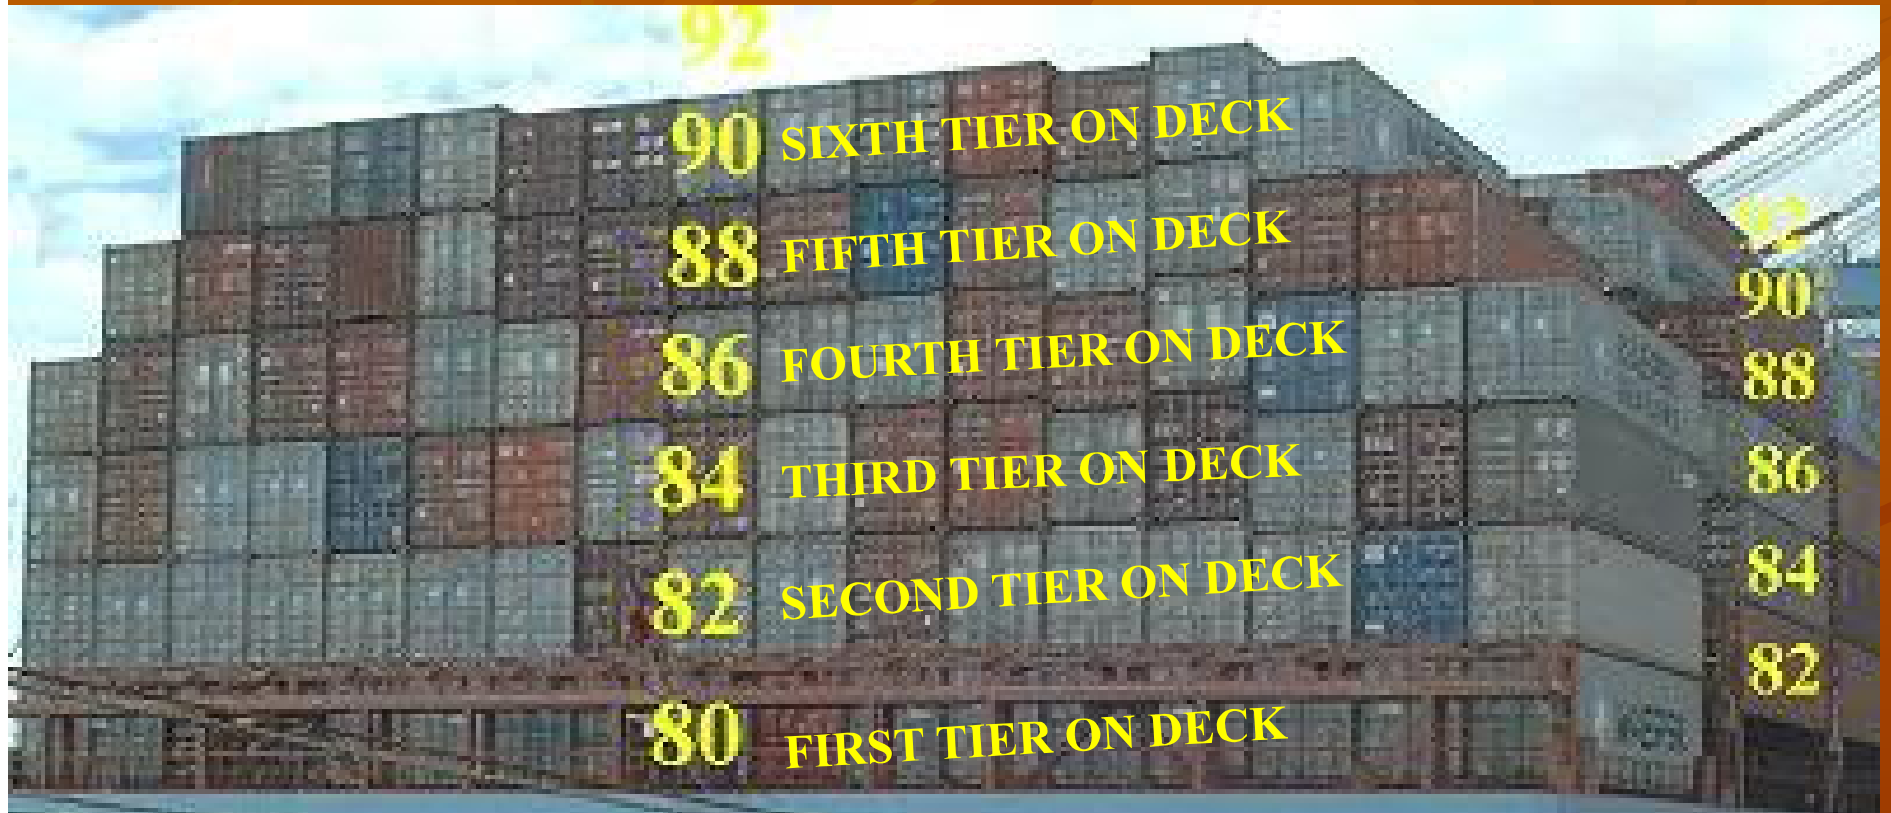 92
90 SIXTH TIER ON DECK
92
88 FIFTH TIER ON DECK
90
86 FOURTH TIER ON DECK
88
84 THIRD TIER ON DECK
86
82 SECOND TIER ON DECK
84
82
80 FIRST TIER ON DECK